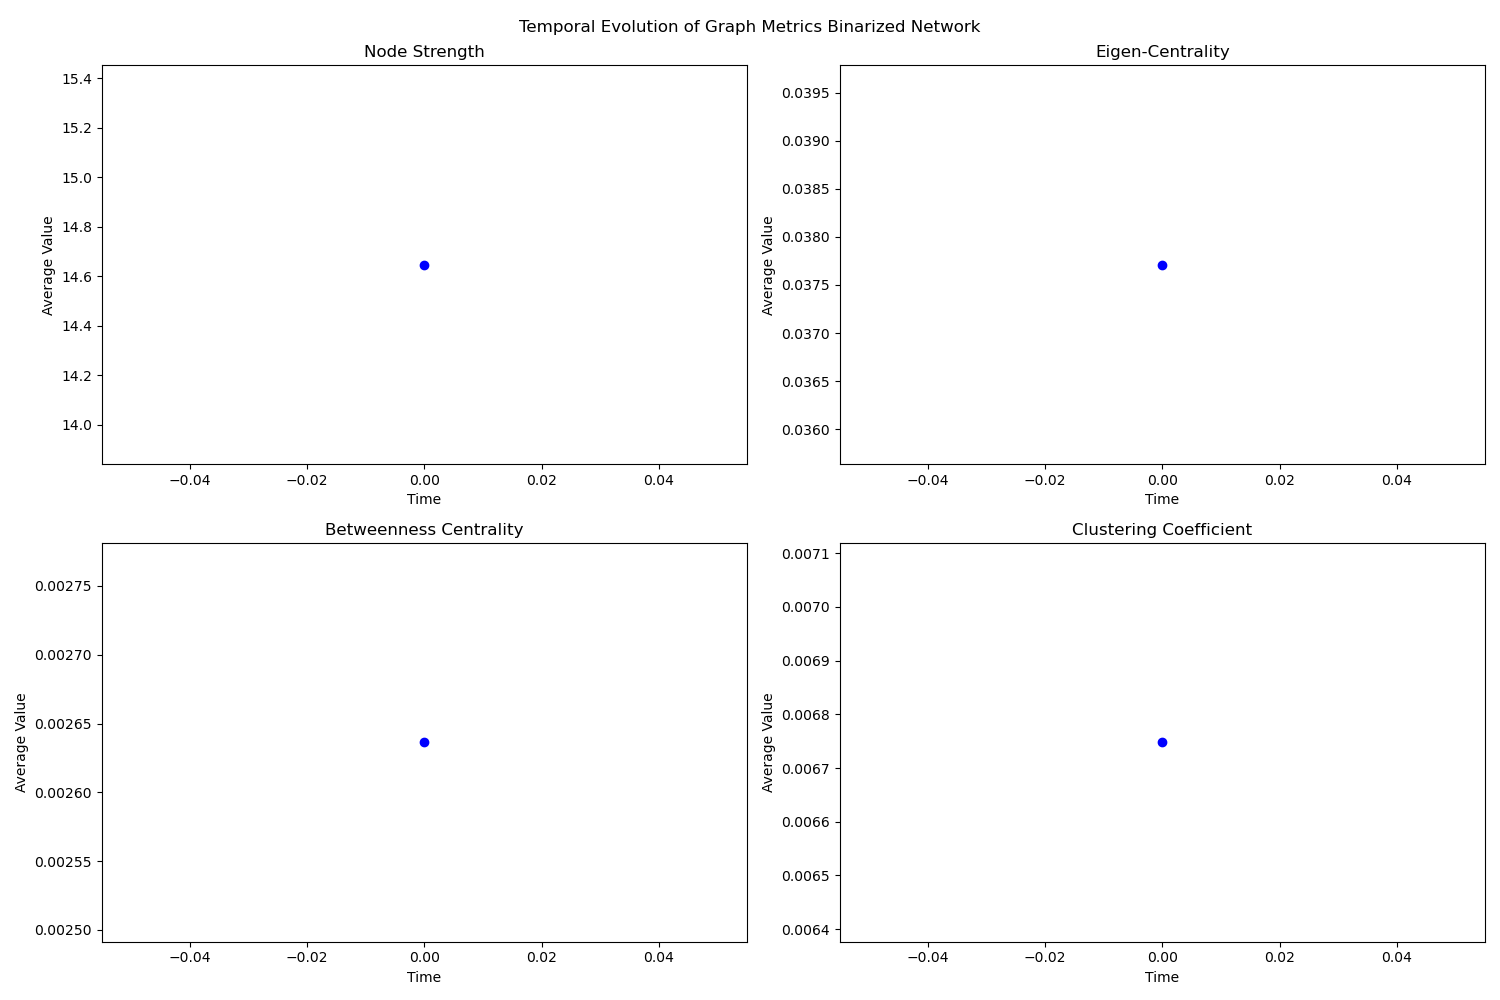 Temporal Evolution of Graph Metrics Binarized Network
Node Strength
15.4
15.2
15.0
14.8
14.6
14.4
14.2
14.0
Average Value
−0.04 −0.02 0.00 0.02 0.04
Time
Eigen-Centrality
0.0395
0.0390
0.0385
0.0380
0.0375
0.0370
0.0365
0.0360
Average Value
−0.04 −0.02 0.00 0.02 0.04
Time
Betweenness Centrality
0.00275
0.00270
0.00265
0.00260
0.00255
0.00250
Average Value
−0.04 −0.02 0.00 0.02 0.04
Time
Clustering Coefficient
0.0071
0.0070
0.0069
0.0068
0.0067
0.0066
0.0065
0.0064
Average Value
−0.04 −0.02 0.00 0.02 0.04
Time